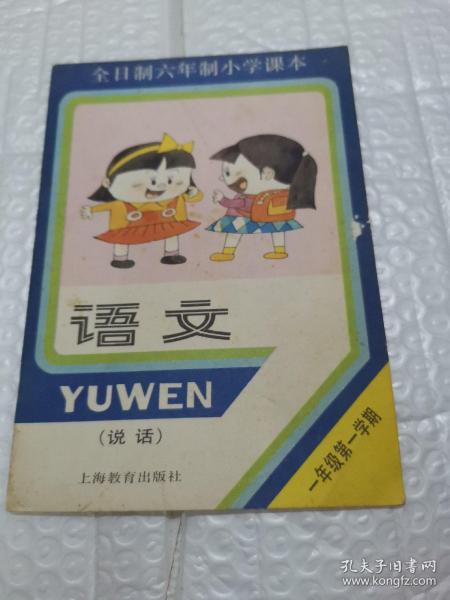 全日制六年制小学课本
语文
YUWEN
(说话)
上海教育出版社
一年级第一学期
孔夫子旧书网
www.kongfz.com